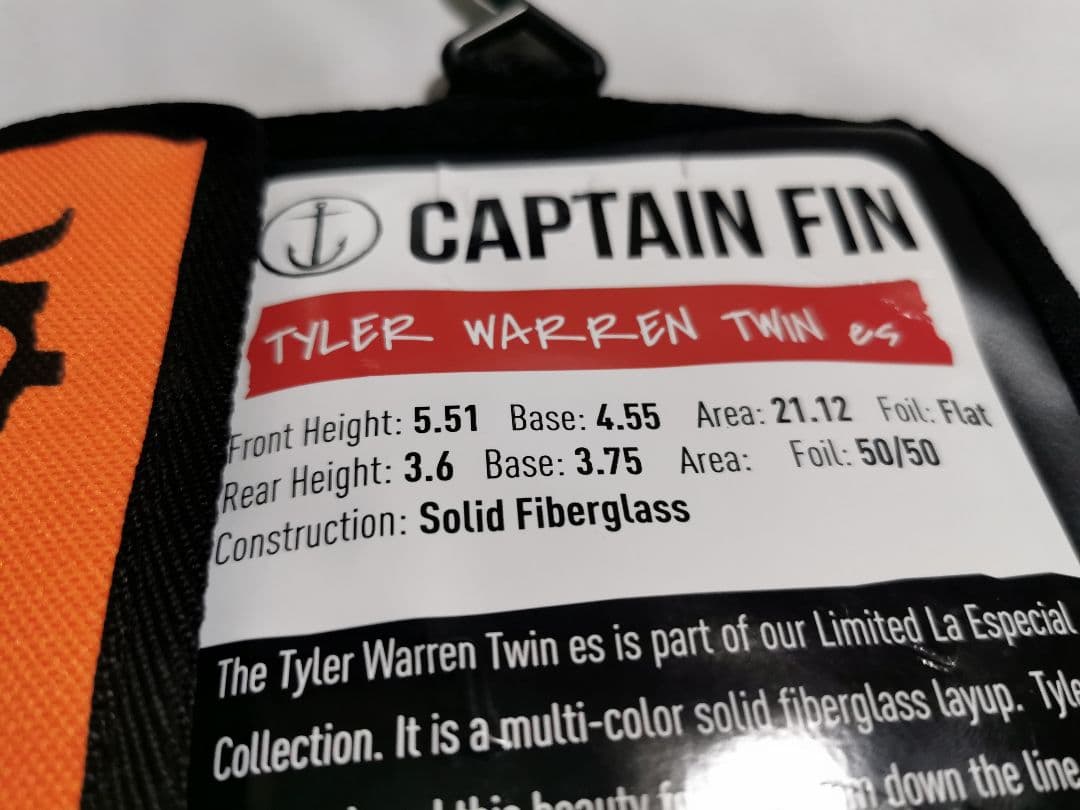 CAPTAIN FIN
TYLER WARREN TWIN es
Front Height: 5.51 Base: 4.55 Area: 21.12 Foil: Flat
Rear Height: 3.6 Base: 3.75 Area: Foil: 50/50
Construction: Solid Fiberglass
The Tyler Warren Twin es is part of our Limited La Especial
Collection. It is a multi-color solid fiberglass layup.
this beauty down the line